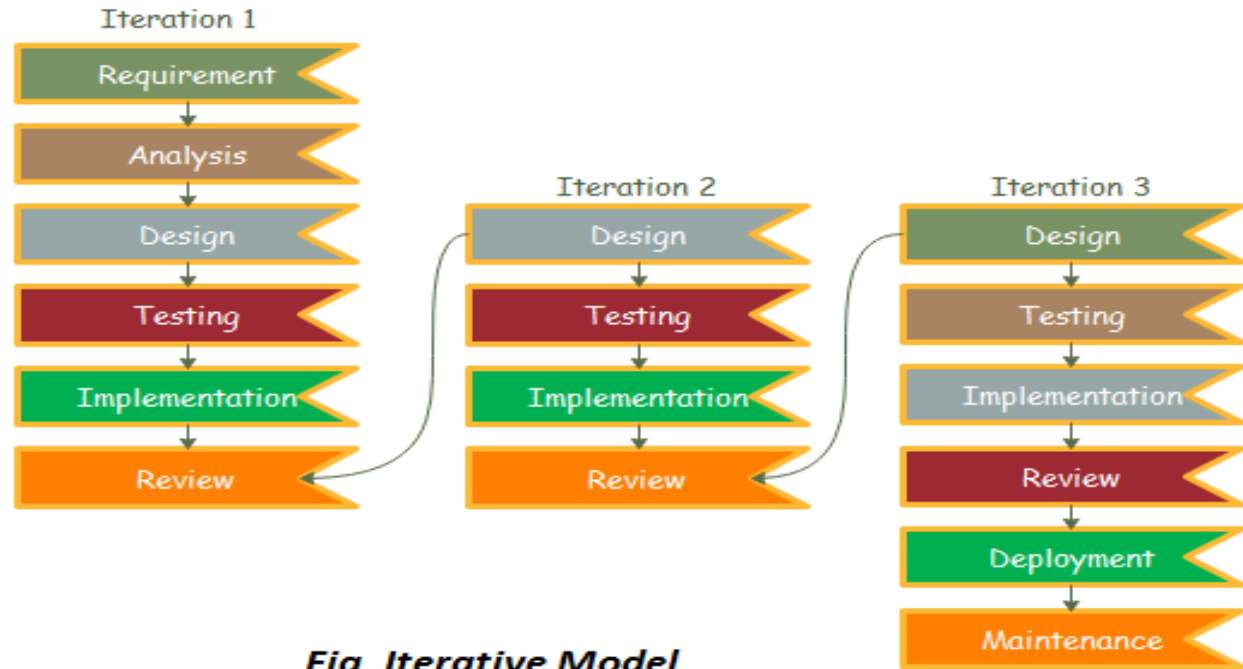 Iteration 1
Requirement
Analysis
Design
Testing
Implementation
Review
Iteration 2
Design
Testing
Implementation
Review
Iteration 3
Design
Testing
Implementation
Review
Deployment
Maintenance
Fig. Iterative Model